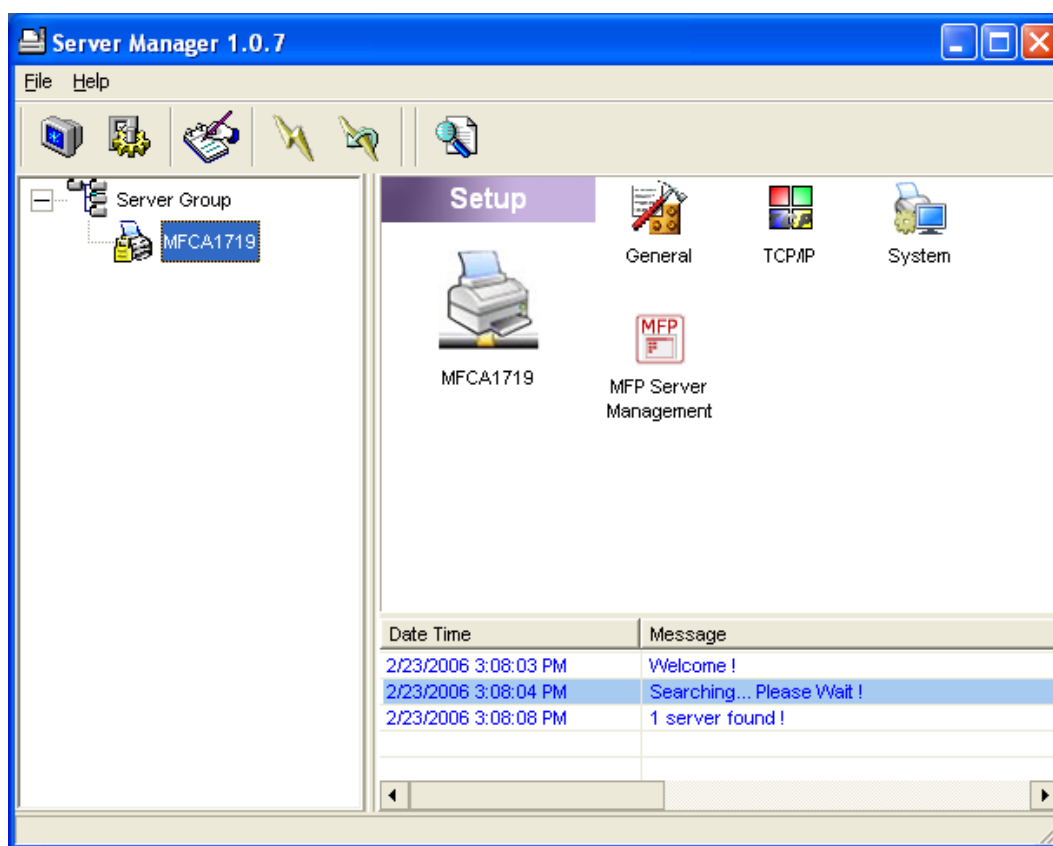 Server Manager 1.0.7
File Help
Server Group
MFCA1719
Setup
MFCA1719
General
TCP/IP
System
MFP
MFP Server
Management
Date Time Message
2/23/2006 3:08:03 PM Welcome !
2/23/2006 3:08:04 PM Searching... Please Wait !
2/23/2006 3:08:08 PM 1 server found !